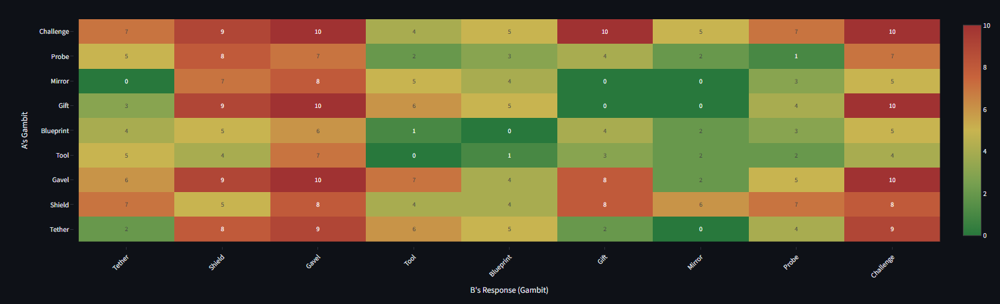 10
Challenge 7 9 10 4 5 10 5 7 10
Probe 5 8 7 2 3 4 2 1 7
8
Mirror 0 7 8 5 4 0 0 3 5
Gift 3 9 10 6 5 0 0 4 10
6
A's Gambit
Blueprint 4 5 6 1 0 4 2 3 5
4
Tool 5 4 7 0 1 3 2 2 4
Gavel 6 9 10 7 4 8 2 5 10
2
Shield 7 5 8 4 4 8 6 7 8
Tether 2 8 9 6 5 2 0 4 9
0
Tether Shield Gavel Tool Blueprint Gift Mirror Probe Challenge
B's Response (Gambit)